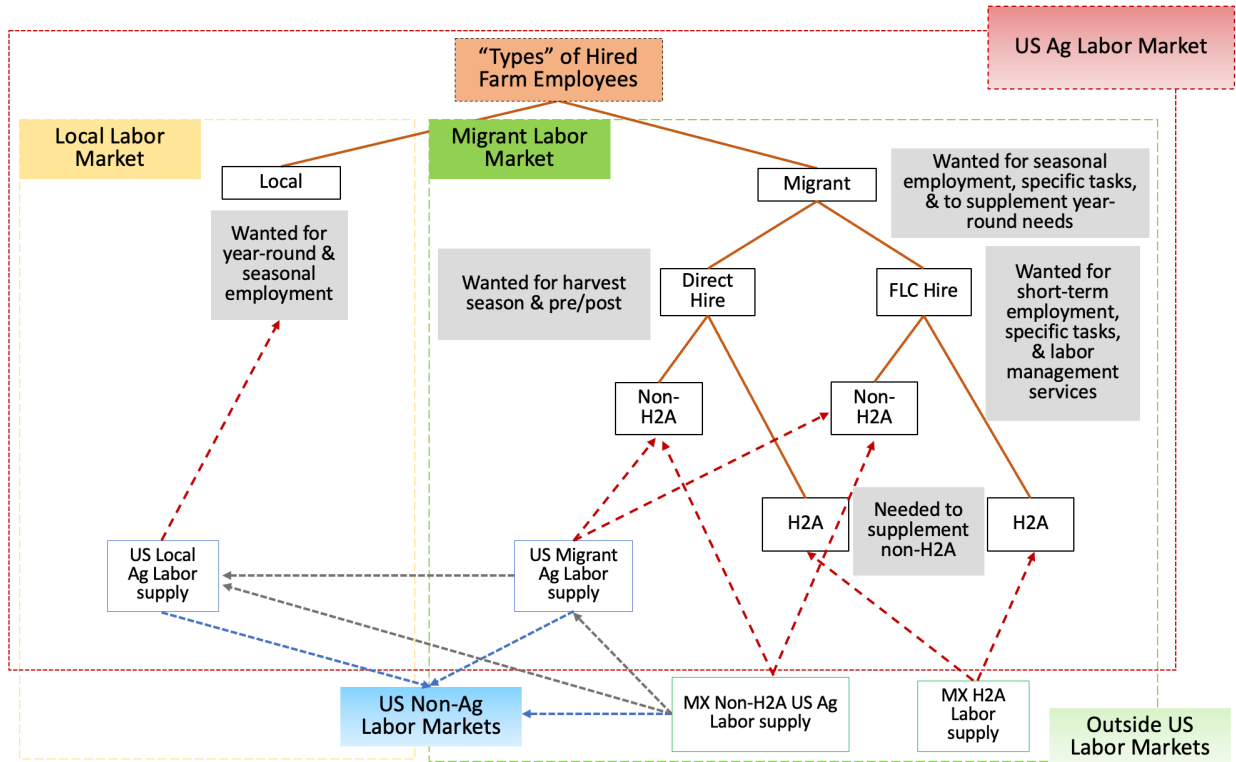 US Ag Labor Market
“Types” of Hired
Farm Employees
Local Labor
Market
Migrant Labor
Market
Local
Migrant
Wanted for seasonal
employment, specific tasks,
& to supplement year-
round needs
Wanted for
year-round &
seasonal
employment
Wanted for harvest
season & pre/post
Direct
Hire
FLC Hire
Wanted for
short-term
employment,
specific tasks,
& labor
management
services
Non-
H2A
Non-
H2A
H2A
Needed to
supplement
non-H2A
H2A
US Local
Ag Labor
supply
US Migrant
Ag Labor
supply
US Non-Ag
Labor Markets
MX Non-H2A US Ag
Labor supply
MX H2A
Labor
supply
Outside US
Labor Markets